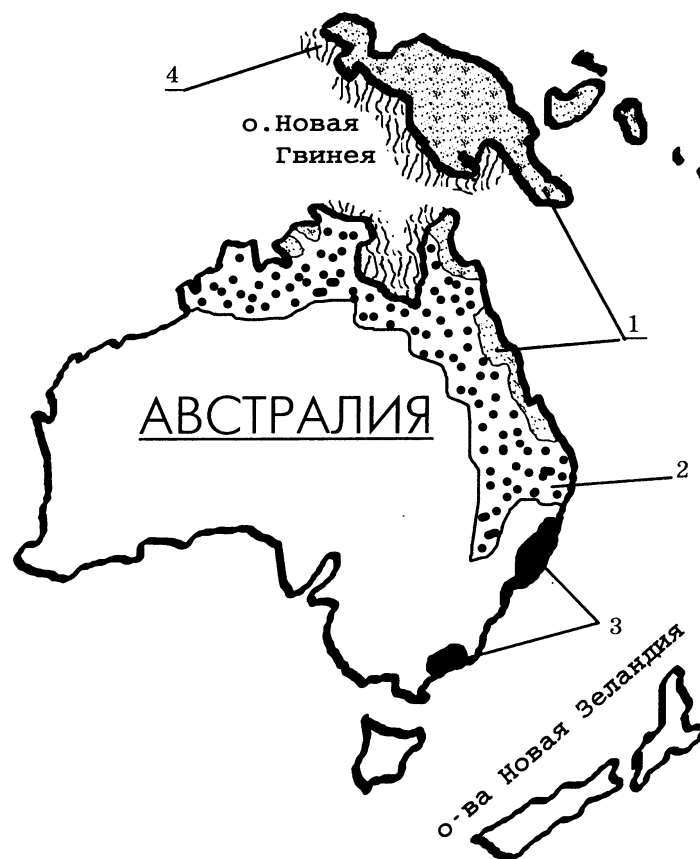 4
о.Новая
Гвинея
1
АВСТРАЛИЯ
2
3
о-ва Новая Зеландия